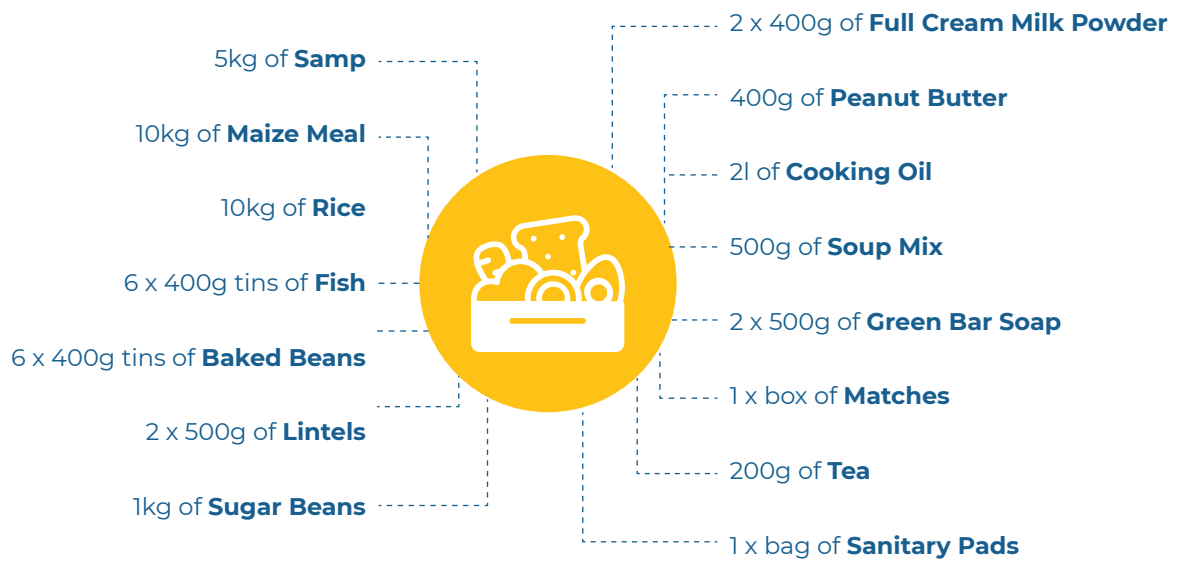 5kg of Samp
10kg of Maize Meal
10kg of Rice
6 x 400g tins of Fish
6 x 400g tins of Baked Beans
2 x 500g of Lintels
1kg of Sugar Beans
2 x 400g of Full Cream Milk Powder
400g of Peanut Butter
2l of Cooking Oil
500g of Soup Mix
2 x 500g of Green Bar Soap
1 x box of Matches
200g of Tea
1 x bag of Sanitary Pads